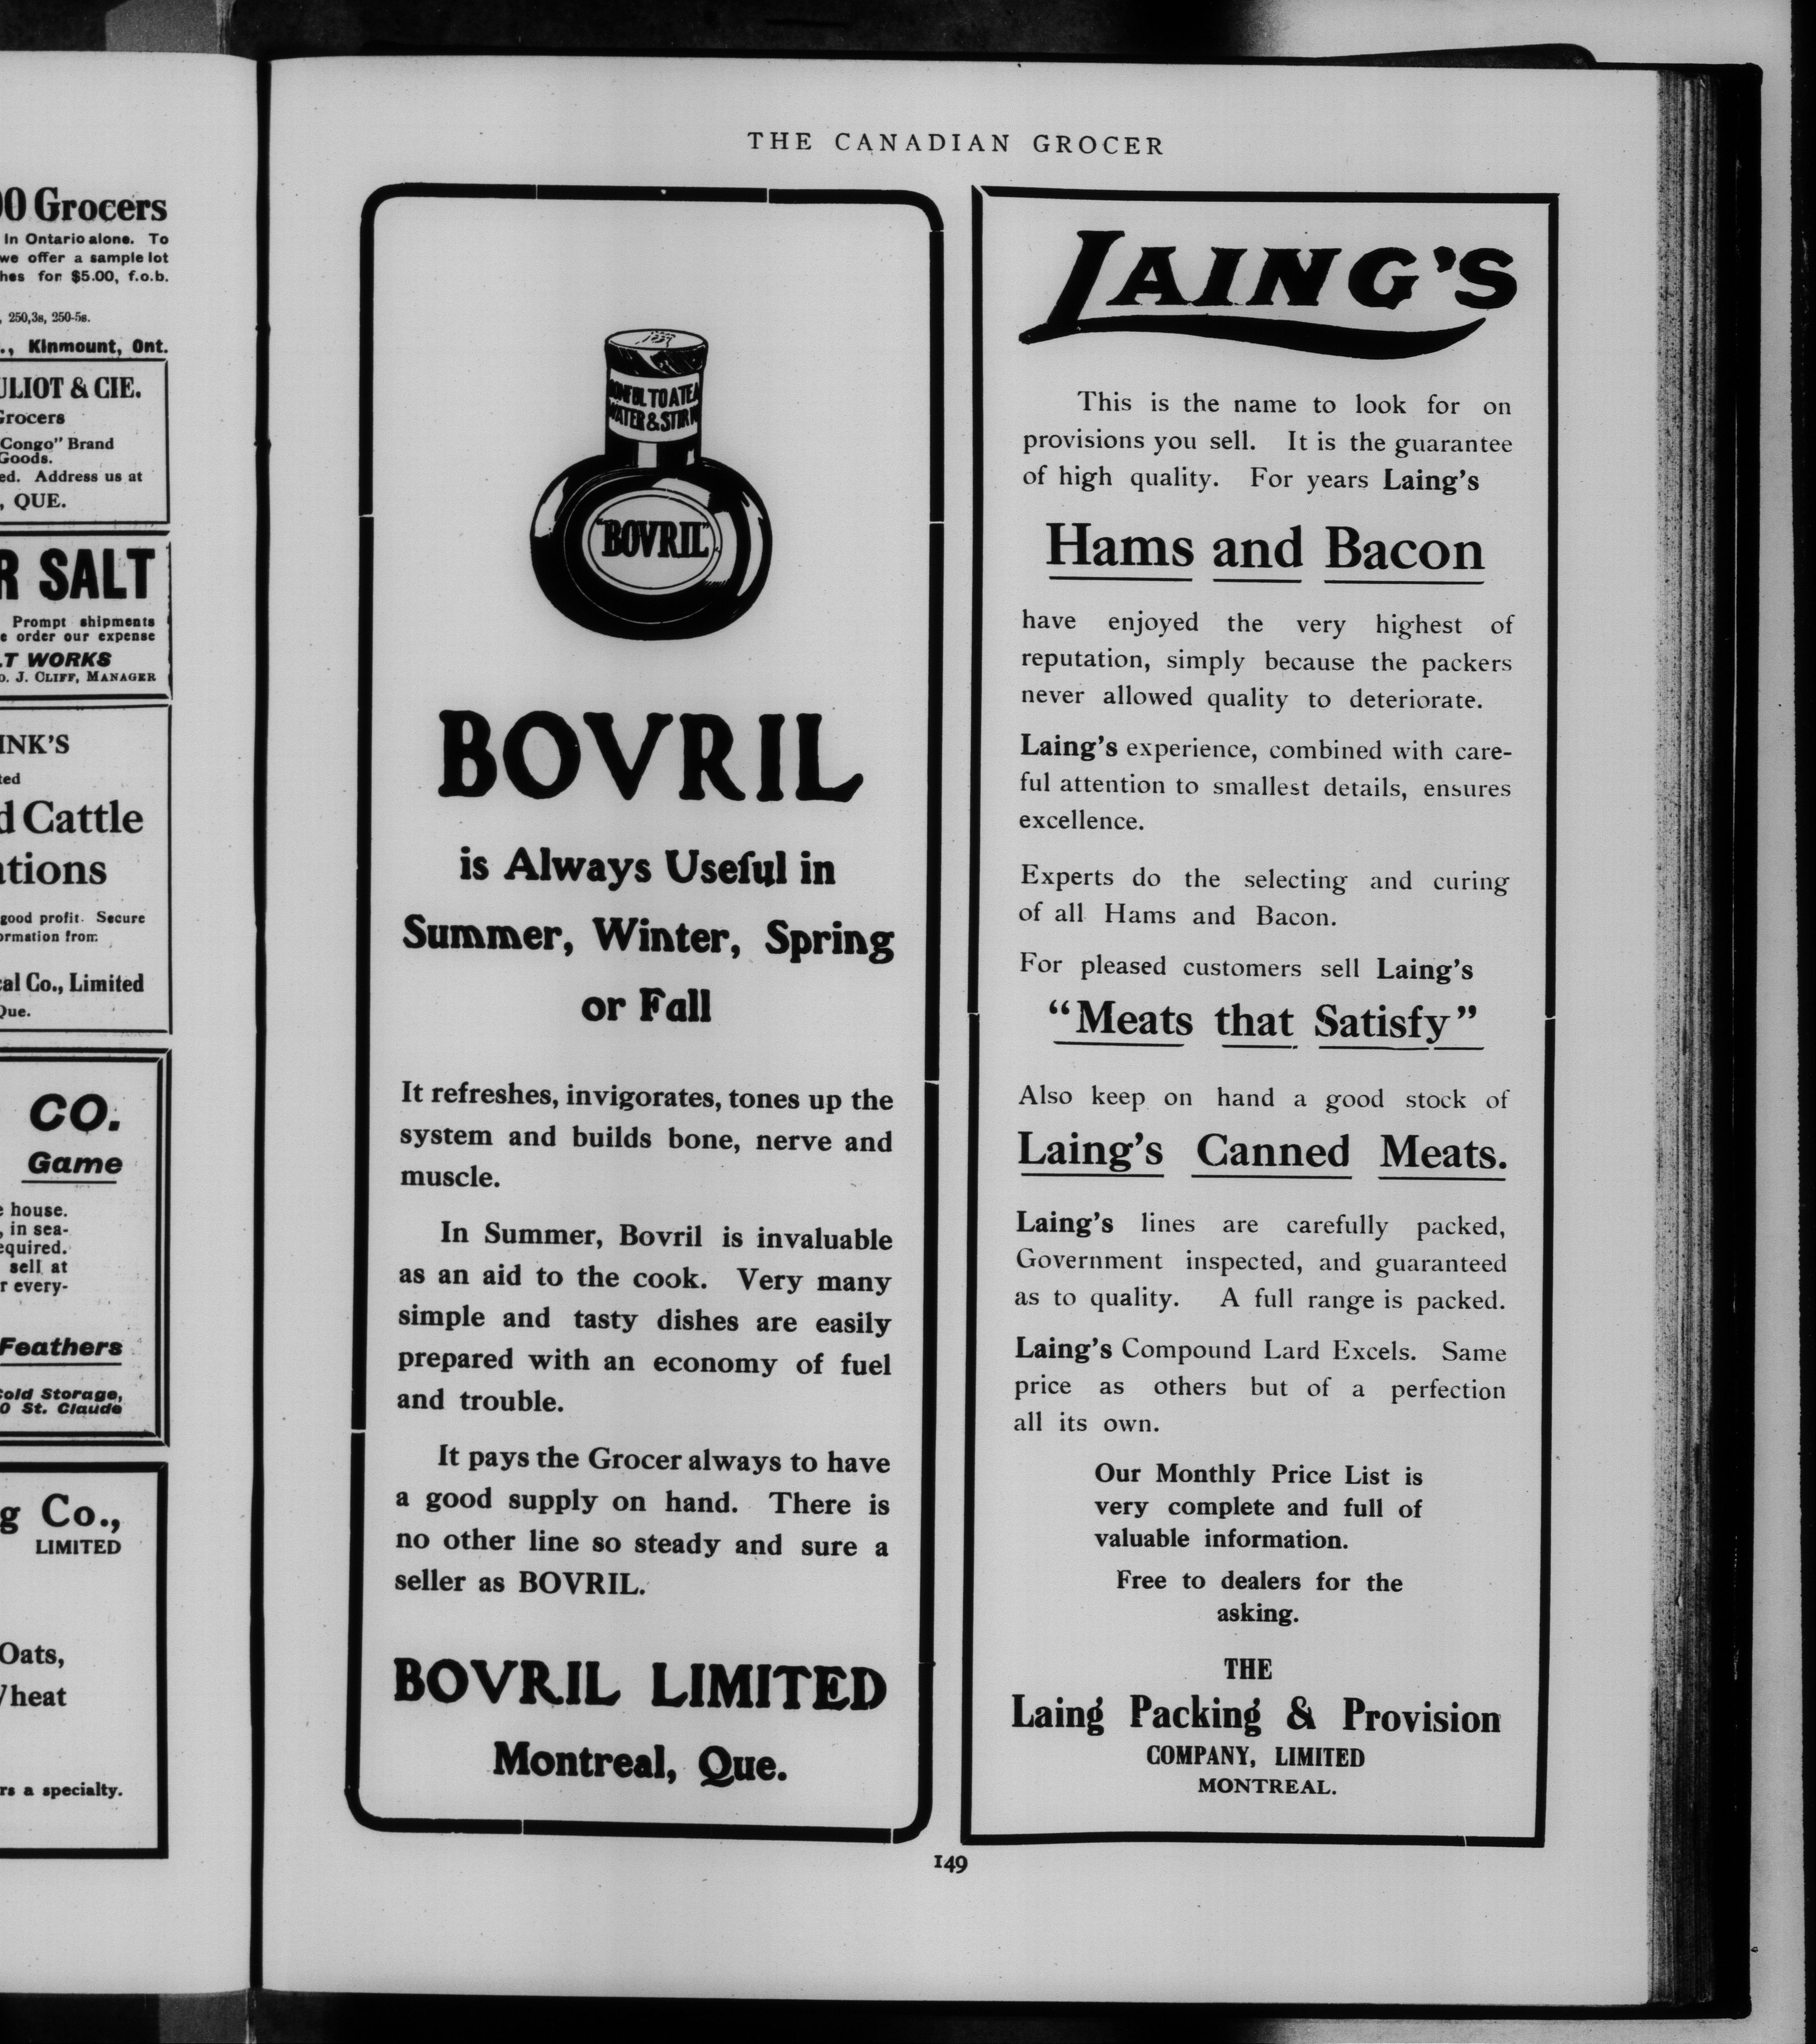 Grocers
In Ontario alone. To
we offer a sample lot
for $5.00, f.o.b.
250,3s, 250-5s.
Kinmount, Ont.
& CIE.
Grocers
Congo" Brand
Goods.
Address us at
QUE.
SALT
Prompt shipments
order our expense
WORKS
J. CLIFF, MANAGER
Cattle
good profit. Secure
from
Co., Limited
Que.
CO.
Game
house.
in sea-
sell at
every-
Feathers
Cold Storage,
St. Claude
Co.,
LIMITED
Oats,
Wheat
a specialty.
THE CANADIAN GROCER
WATER & STIR
"BOVRIL"
BOVRIL
is Always Useful in
Summer, Winter, Spring
or Fall
It refreshes, invigorates, tones up the
system and builds bone, nerve and
muscle.
In Summer, Bovril is invaluable
as an aid to the cook. Very many
simple and tasty dishes are easily
prepared with an economy of fuel
and trouble.
It pays the Grocer always to have
a good supply on hand. There is
no other line so steady and sure a
seller as BOVRIL.
BOVRIL LIMITED
Montreal, Que.
LAING'S
This is the name to look for on
provisions you sell. It is the guarantee
of high quality. For years Laing's
Hams and Bacon
have enjoyed the very highest of
reputation, simply because the packers
never allowed quality to deteriorate.
Laing's experience, combined with care-
ful attention to smallest details, ensures
excellence.
Experts do the selecting and curing
of all Hams and Bacon.
For pleased customers sell Laing's
"Meats that Satisfy"
Also keep on hand a good stock of
Laing's Canned Meats.
Laing's lines are carefully packed,
Government inspected, and guaranteed
as to quality. A full range is packed.
Laing's Compound Lard Excels. Same
price as others but of a perfection
all its own.
Our Monthly Price List is
very complete and full of
valuable information.
Free to dealers for the
asking.
THE
Laing Packing & Provision
COMPANY, LIMITED
MONTREAL.
149